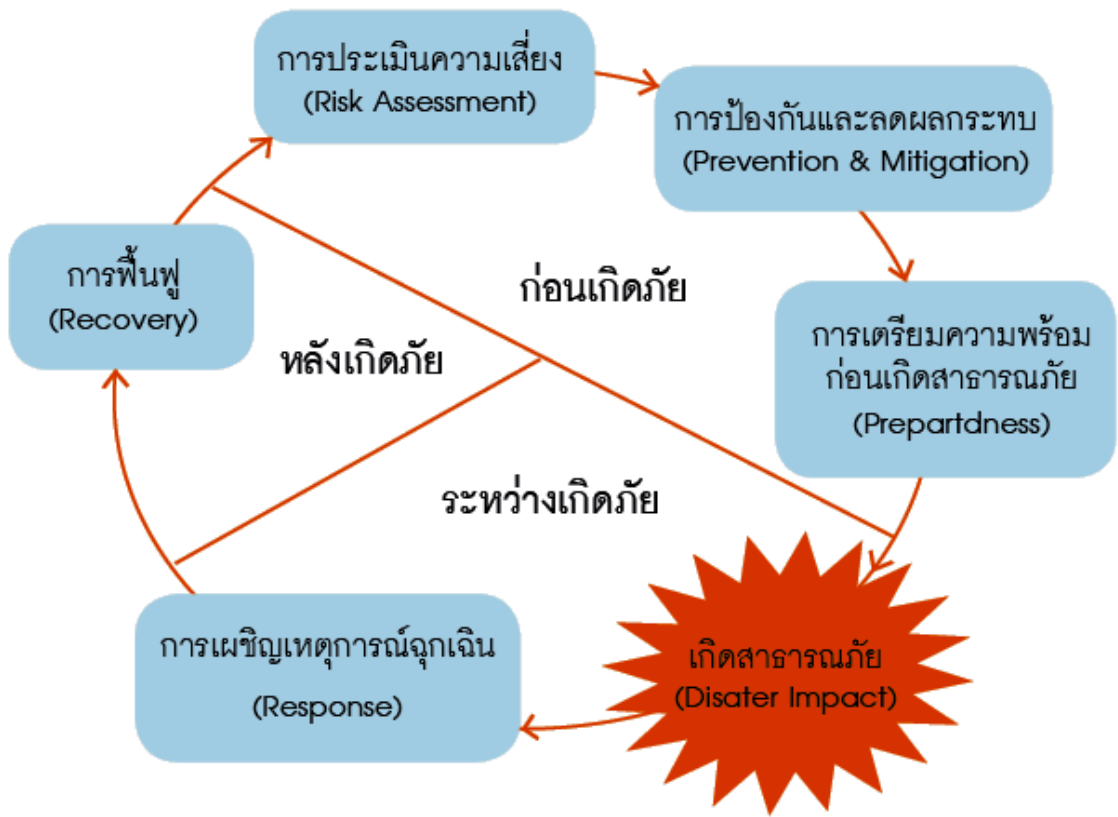 การประเมินความเสี่ยง
(Risk Assessment)
การป้องกันและลดผลกระทบ
(Prevention & Mitigation)
การฟื้นฟู
(Recovery)
ก่อนเกิดภัย
หลังเกิดภัย
การเตรียมความพร้อม
ก่อนเกิดสาธารณภัย
(Prepartdness)
ระหว่างเกิดภัย
การเผชิญเหตุการณ์ฉุกเฉิน
(Response)
เกิดสาธารณภัย
(Disater Impact)